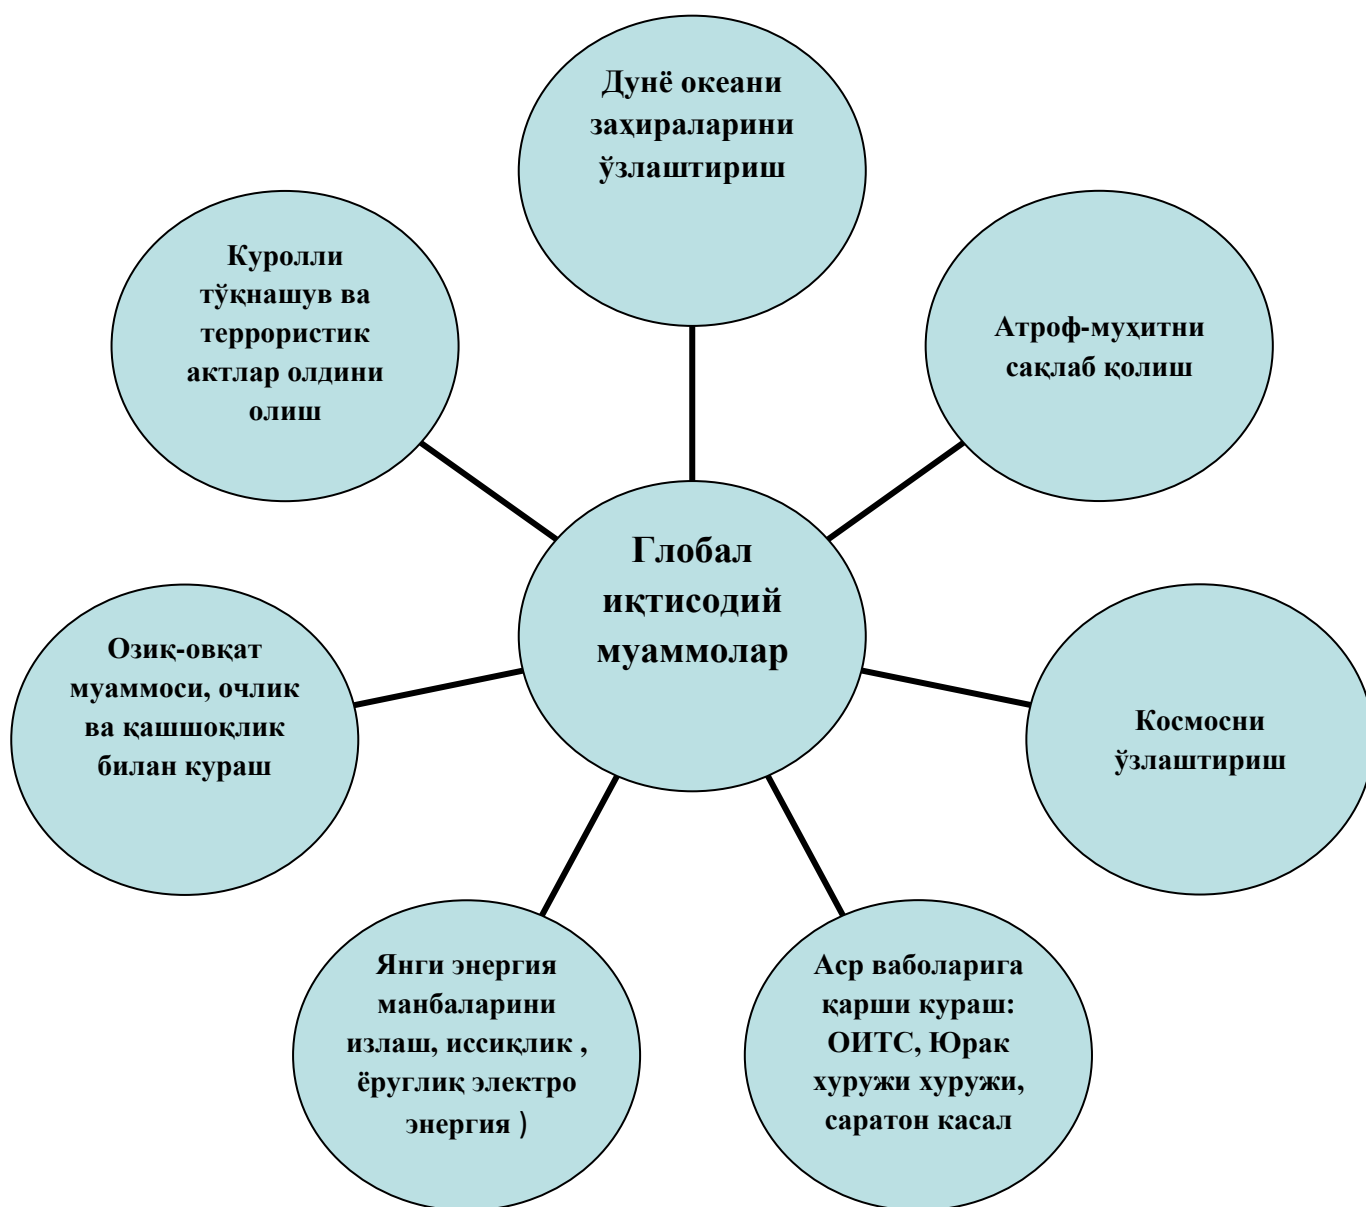 Дунё океани
заҳираларини
ўзлаштириш
Куролли
тўқнашув ва
террористик
актлар олдини
олиш
Атроф-муҳитни
сақлаб қолиш
Глобал
иқтисодий
муаммолар
Озиқ-овқат
муаммоси, очлик
ва қашшоқлик
билан кураш
Космосни
ўзлаштириш
Янги энергия
манбаларини
излаш, иссиқлик ,
ёруглиқ электро
энергия )
Аср ваболарига
қарши кураш:
ОИТС, Юрак
хуружи хуружи,
саратон касал